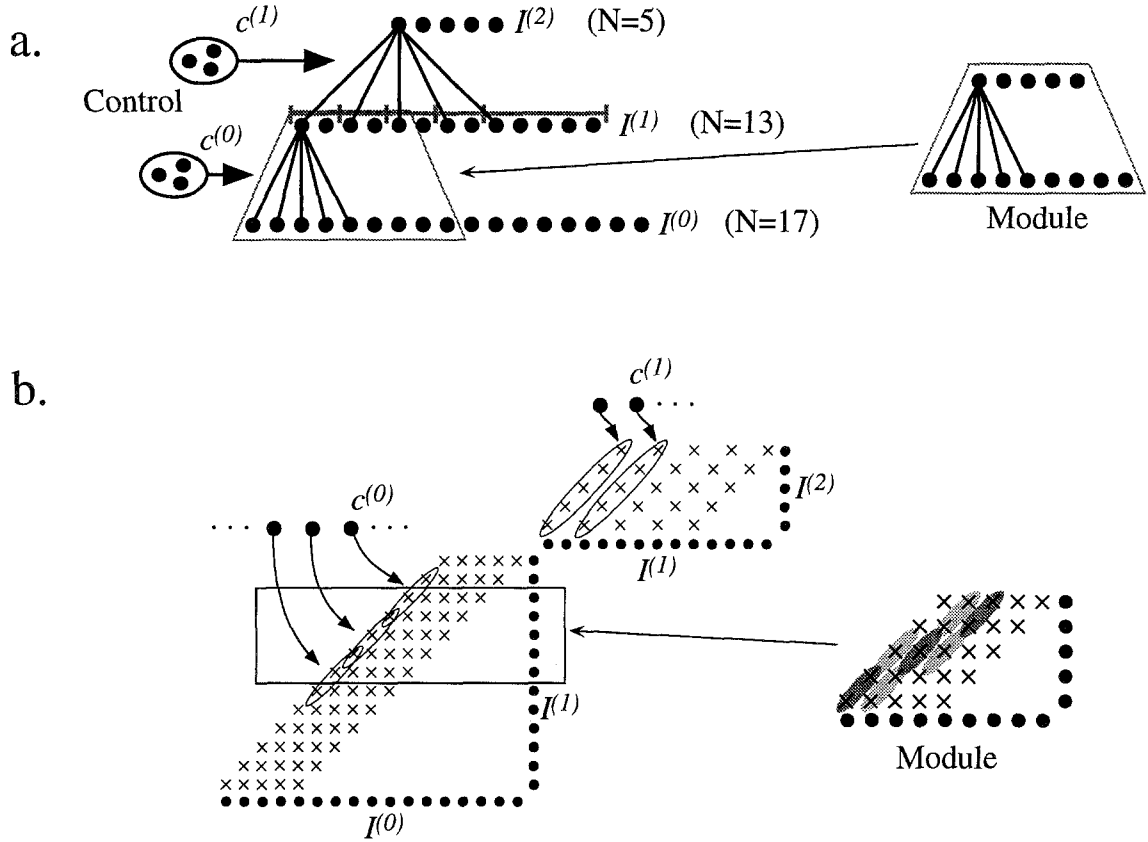 a.
c(1)
I(2) (N=5)
Control
I(1) (N=13)
c(0)
I(0) (N=17)
Module
b.
c(1)
c(0)
I(2)
I(1)
I(1)
Module
I(0)